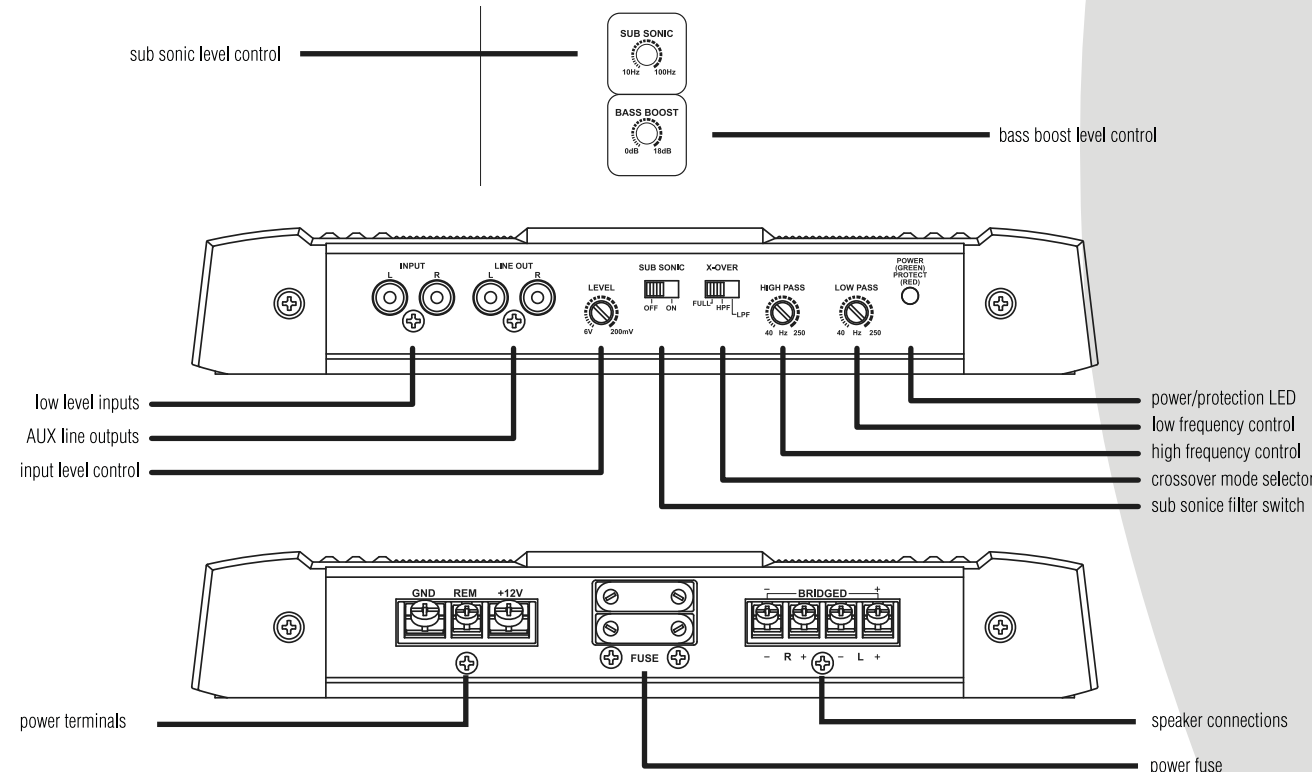 SUB SONIC
10Hz 100Hz
sub sonic level control
BASS BOOST
0dB 18dB
bass boost level control
INPUT
L R
LINE OUT
L R
LEVEL
6V 200mV
SUB SONIC
OFF ON
X-OVER
FULL HPF LPF
HIGH PASS
40 Hz 250
LOW PASS
40 Hz 250
POWER
(GREEN)
PROTECT
(RED)
low level inputs
AUX line outputs
input level control
power/protection LED
low frequency control
high frequency control
crossover mode selector
sub sonice filter switch
GND REM +12V
FUSE
- BRIDGED +
- R + - L +
power terminals
speaker connections
power fuse